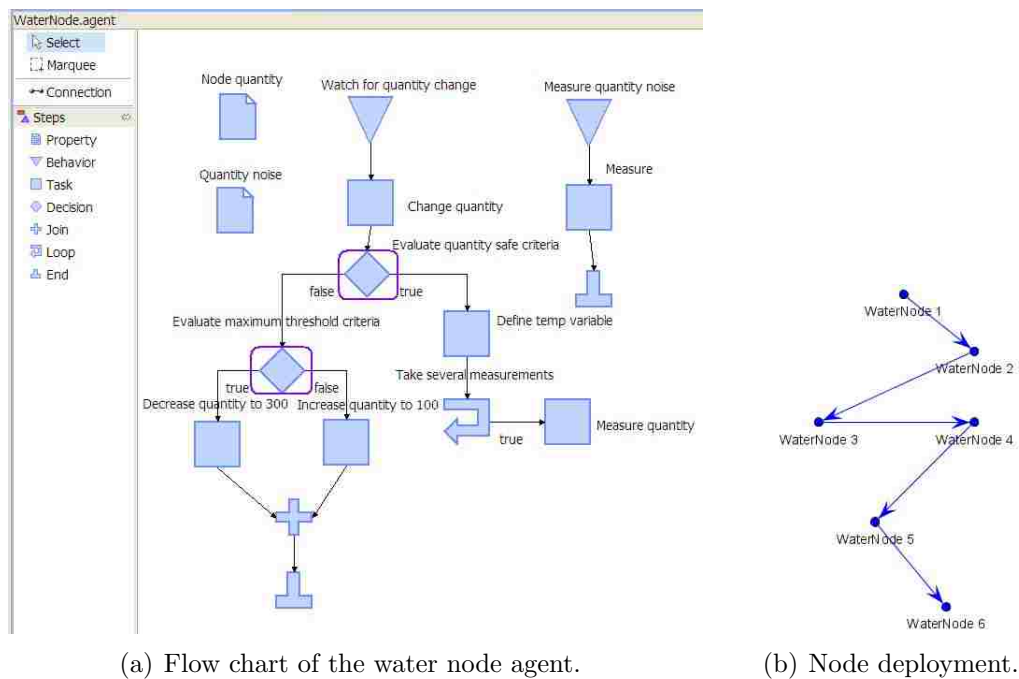 WaterNode.agent
Select
Marquee
Connection
Steps
Property
Behavior
Task
Decision
Join
Loop
End
Node quantity
Quantity noise
Watch for quantity change
Change quantity
Evaluate quantity safe criteria
false
true
Evaluate maximum threshold criteria
true
false
Decrease quantity to 300
Increase quantity to 100
Define temp variable
Take several measurements
true
Measure quantity
Measure quantity noise
Measure
WaterNode 1
WaterNode 2
WaterNode 3
WaterNode 4
WaterNode 5
WaterNode 6
(a) Flow chart of the water node agent.
(b) Node deployment.